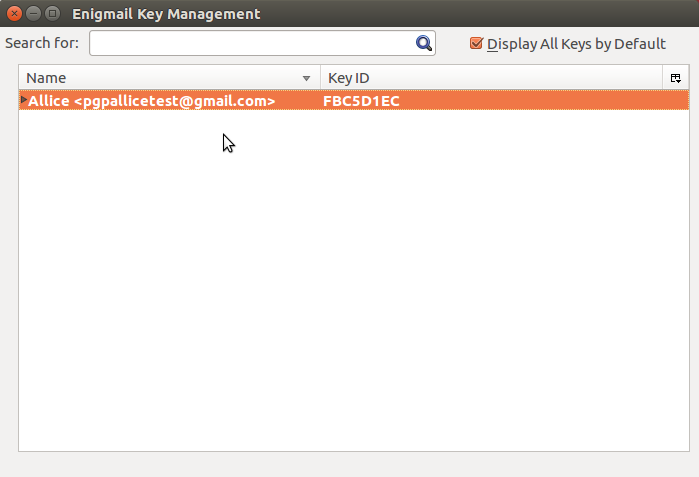 Enigmail Key Management
Search for:
Display All Keys by Default
Name Key ID
Allice <pgpallicetest@gmail.com> FBC5D1EC